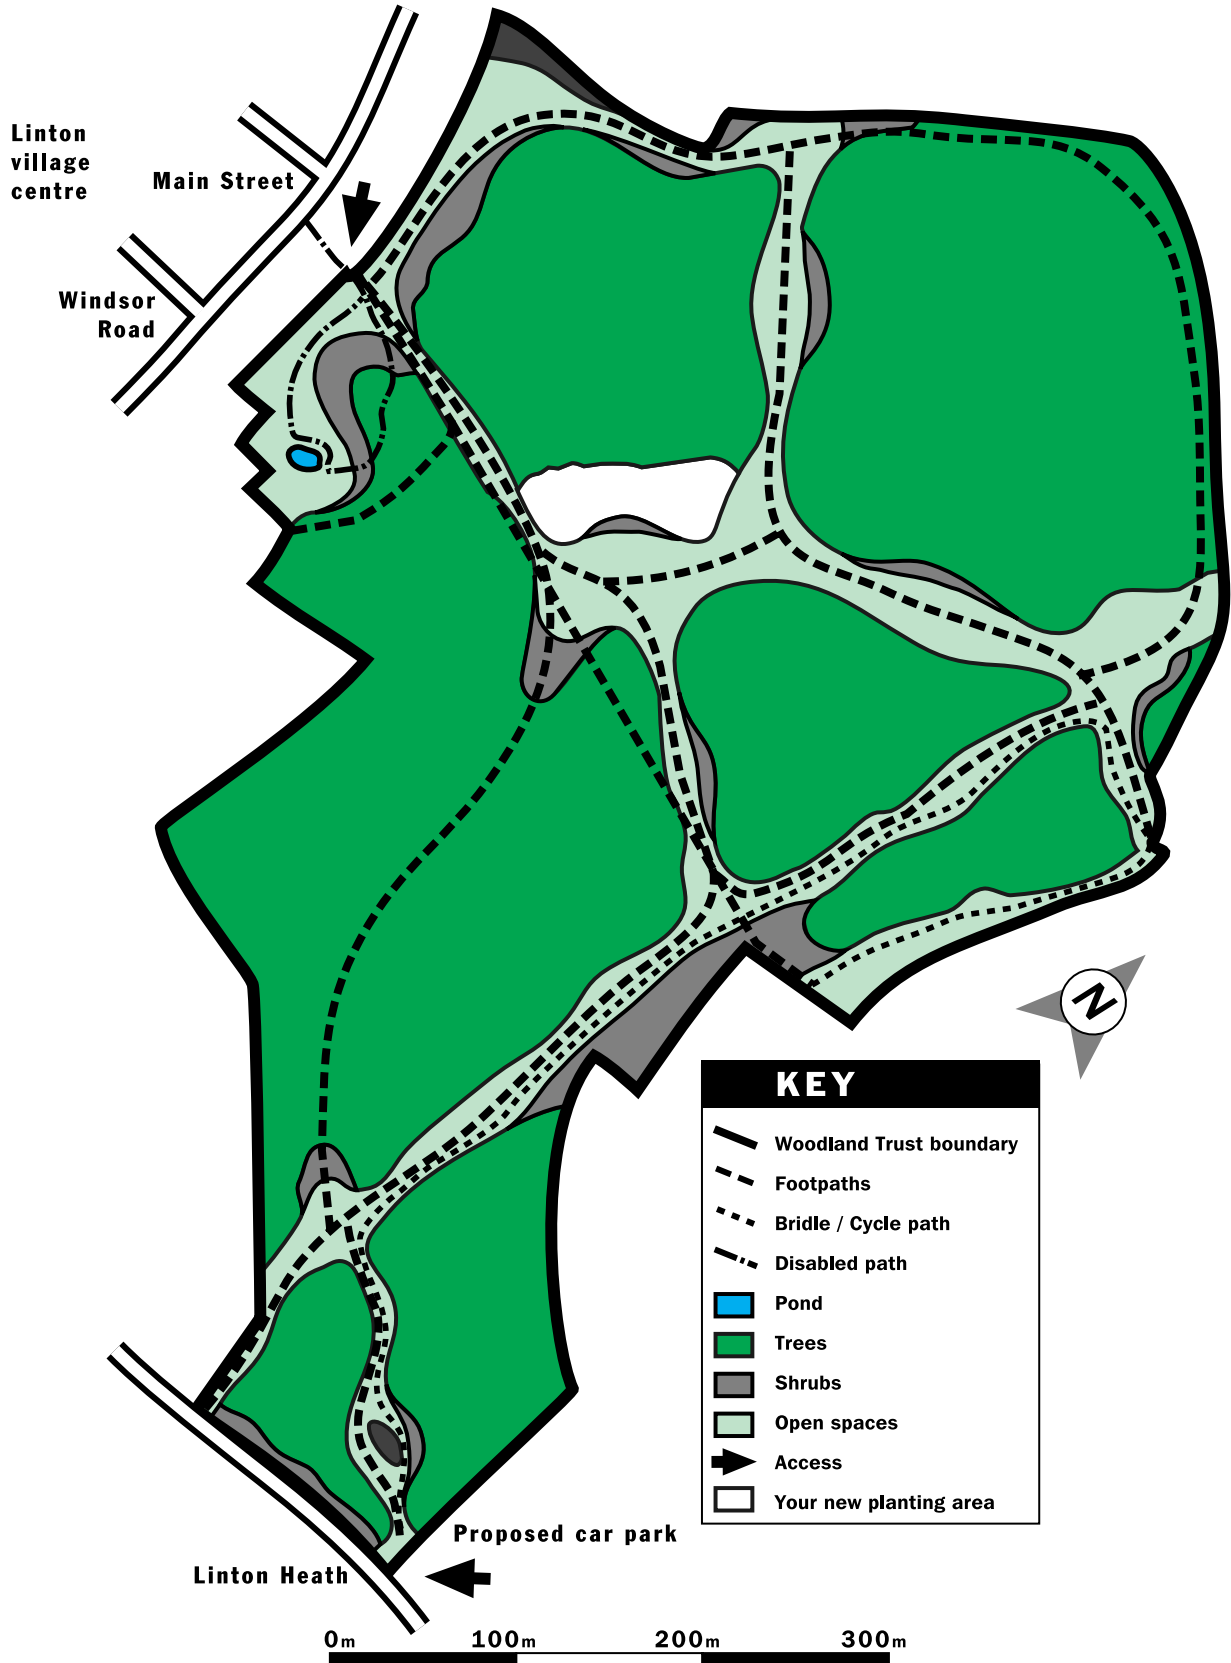 Linton
village
centre
Main Street
Windsor
Road
N
KEY
Woodland Trust boundary
Footpaths
Bridle / Cycle path
Disabled path
Pond
Trees
Shrubs
Open spaces
Access
Your new planting area
Proposed car park
Linton Heath
0m 100m 200m 300m